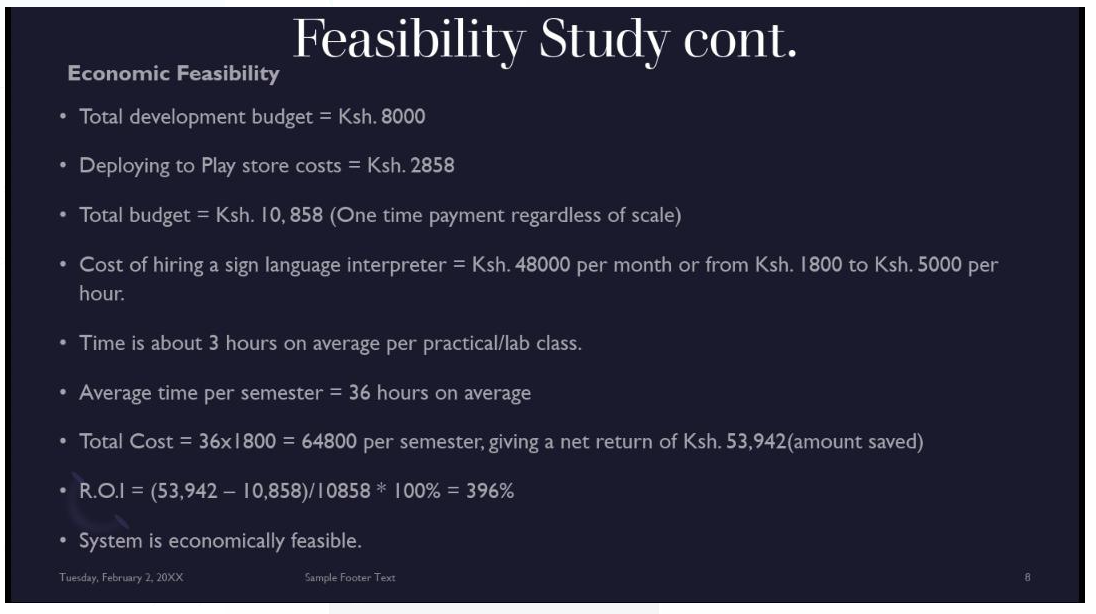 Feasibility Study cont.
Economic Feasibility
• Total development budget = Ksh. 8000
• Deploying to Play store costs = Ksh. 2858
• Total budget = Ksh. 10, 858 (One time payment regardless of scale)
• Cost of hiring a sign language interpreter = Ksh. 48000 per month or from Ksh. 1800 to Ksh. 5000 per
hour.
• Time is about 3 hours on average per practical/lab class.
• Average time per semester = 36 hours on average
• Total Cost = 36x1800 = 64800 per semester, giving a net return of Ksh. 53,942(amount saved)
• R.O.I = (53,942 – 10,858)/10858 * 100% = 396%
• System is economically feasible.
Tuesday, February 2, 20XX
Sample Footer Text
8